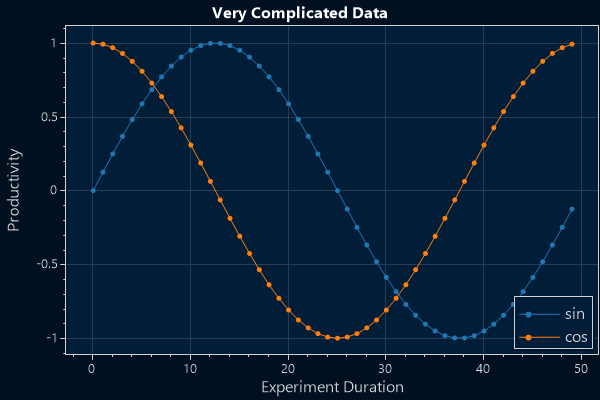 Very Complicated Data
Productivity
1
0.5
0
-0.5
-1
0
10
20
30
40
50
Experiment Duration
sin
cos